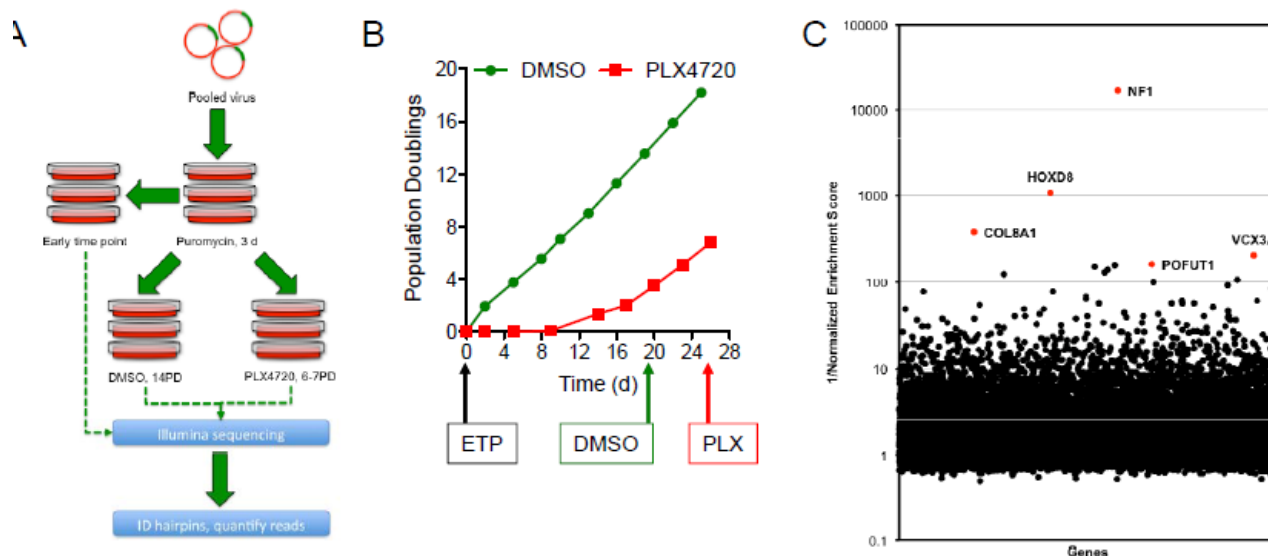 A
Pooled virus
Early time point
Puromycin, 3 d
DMSO, 14PD
PLX4720, 6-7PD
Illumina sequencing
ID hairpins, quantify reads
B
DMSO
PLX4720
Population Doublings
20
16
12
8
4
0
0
4
8
12
16
20
24
28
Time (d)
ETP
DMSO
PLX
C
1/Normalized Enrichment Score
100000
10000
1000
100
10
1
0.1
NF1
HOXD8
COL8A1
VCX3
POFUT1
Genes